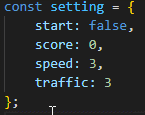 const setting = {
    start: false,
    score: 0,
    speed: 3,
    traffic: 3
};